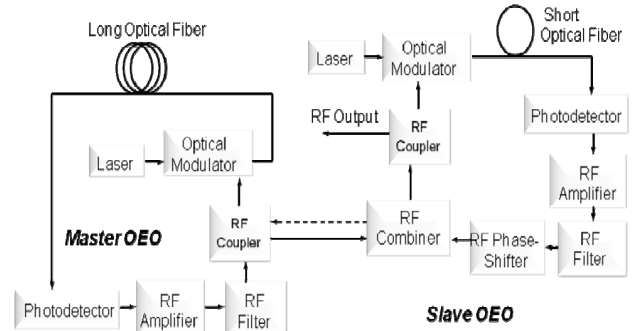 Long Optical Fiber
Laser
Optical
Modulator
RF
Coupler
Master OEO
Photodetector
RF
Amplifier
RF
Filter
Short
Optical Fiber
Laser
Optical
Modulator
RF Output
RF
Coupler
Photodetector
RF
Amplifier
RF
Combiner
RF Phase-
Shifter
RF
Filter
Slave OEO